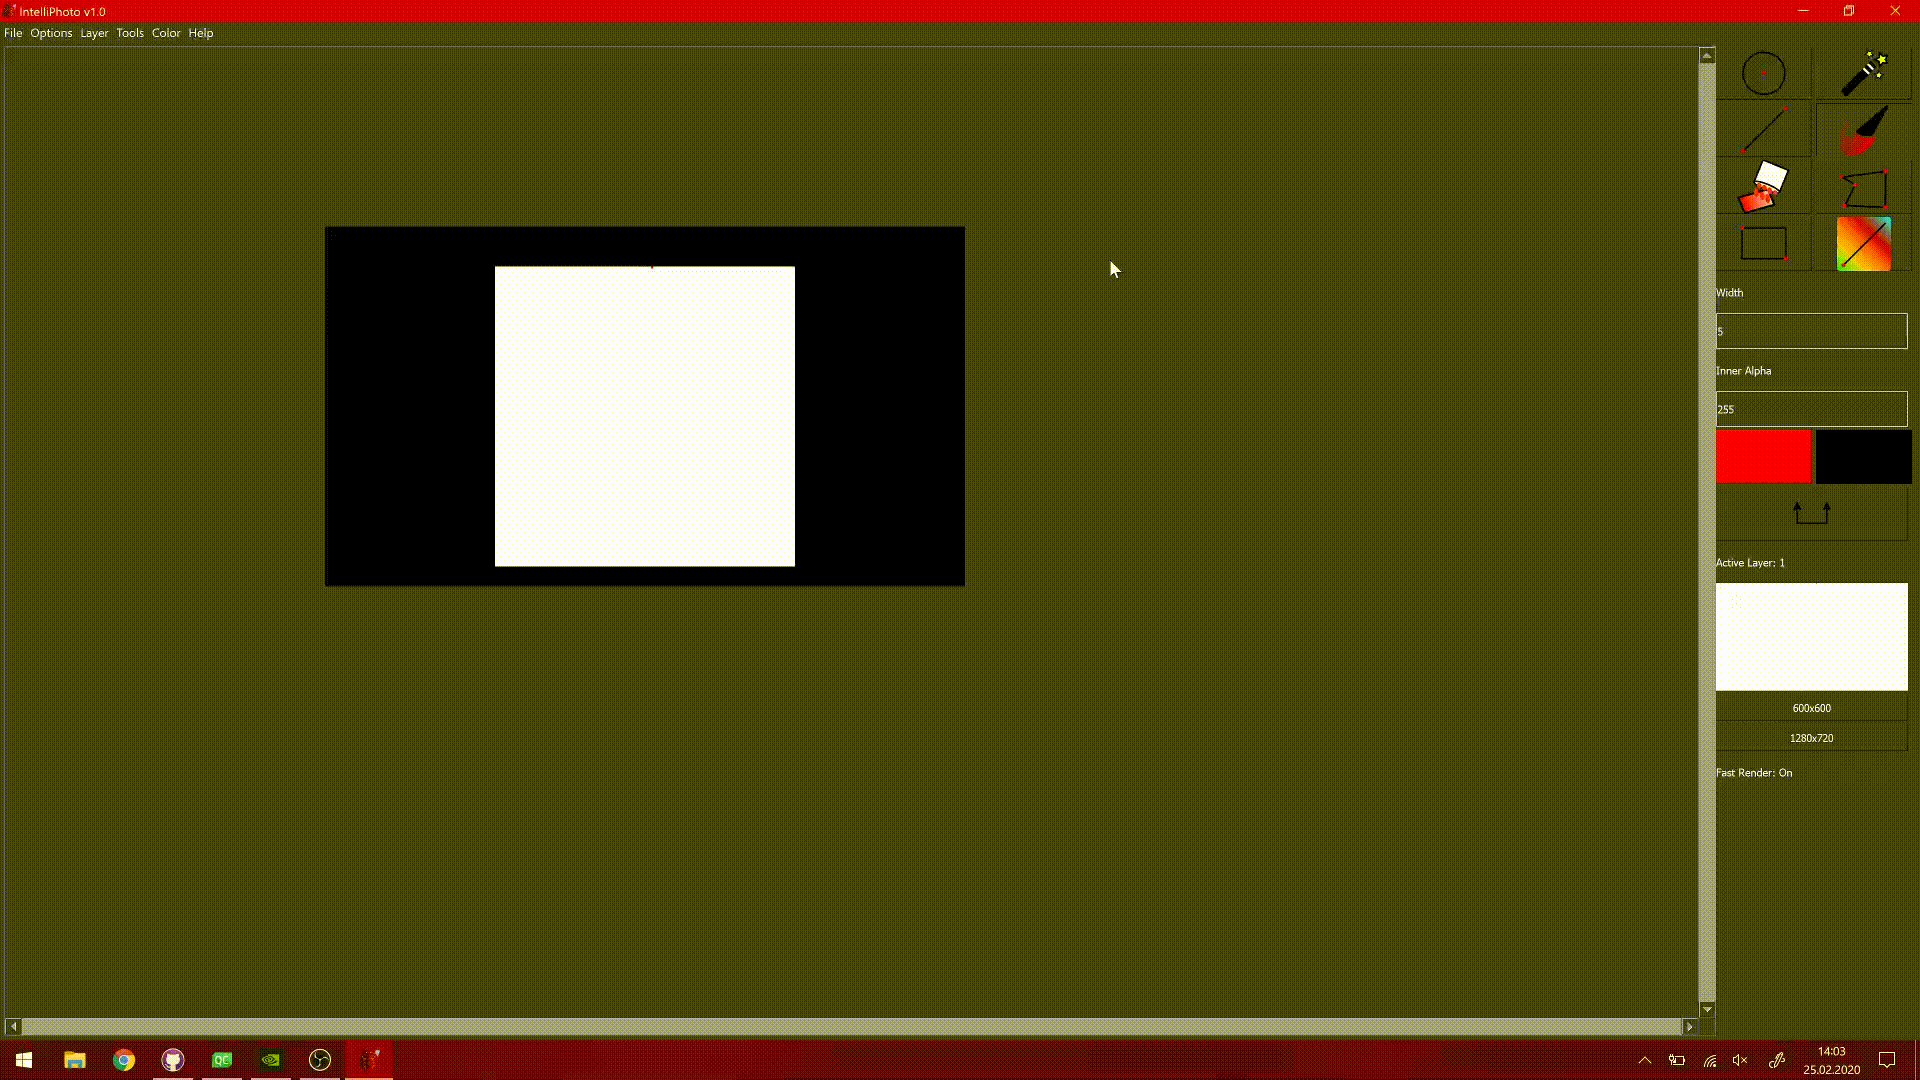 IntelliPhoto v1.0
File Options Layer Tools Color Help
Width
5
Inner Alpha
255
Active Layer: 1
600x600
1280x720
Fast Render: On
QC
14:03
25.02.2020